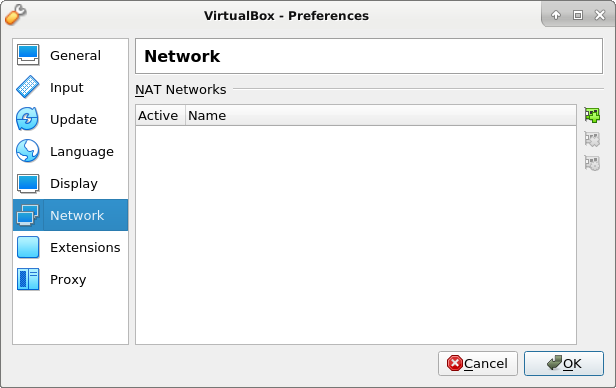 VirtualBox - Preferences
General
Input
Update
Language
Display
Network
Extensions
Proxy
Network
NAT Networks
Active Name
Cancel
OK